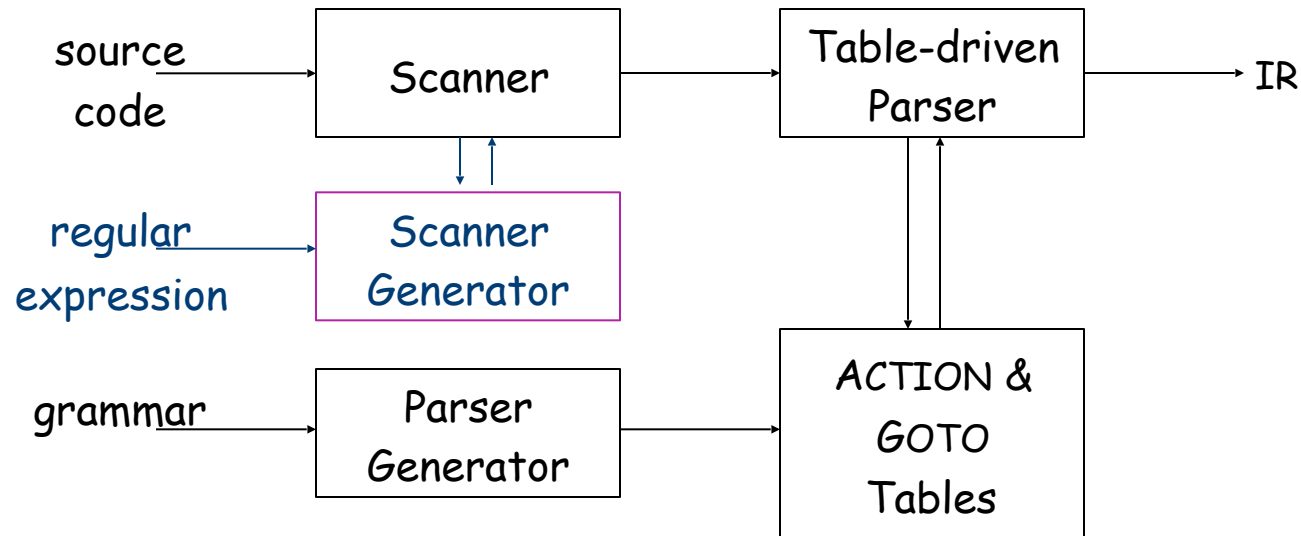 source
code
Scanner
Table-driven
Parser
IR
regular
expression
Scanner
Generator
grammar
Parser
Generator
ACTION &
GOTO
Tables